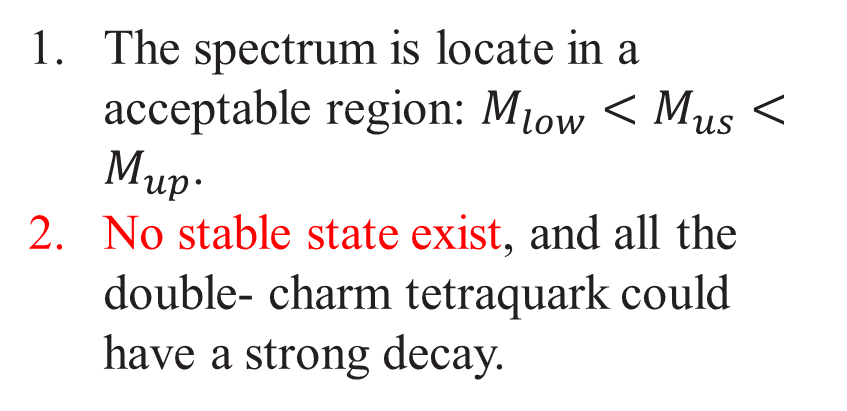 1. The spectrum is locate in a
acceptable region: M_low < M_us <
M_up.
2. No stable state exist, and all the
double- charm tetraquark could
have a strong decay.